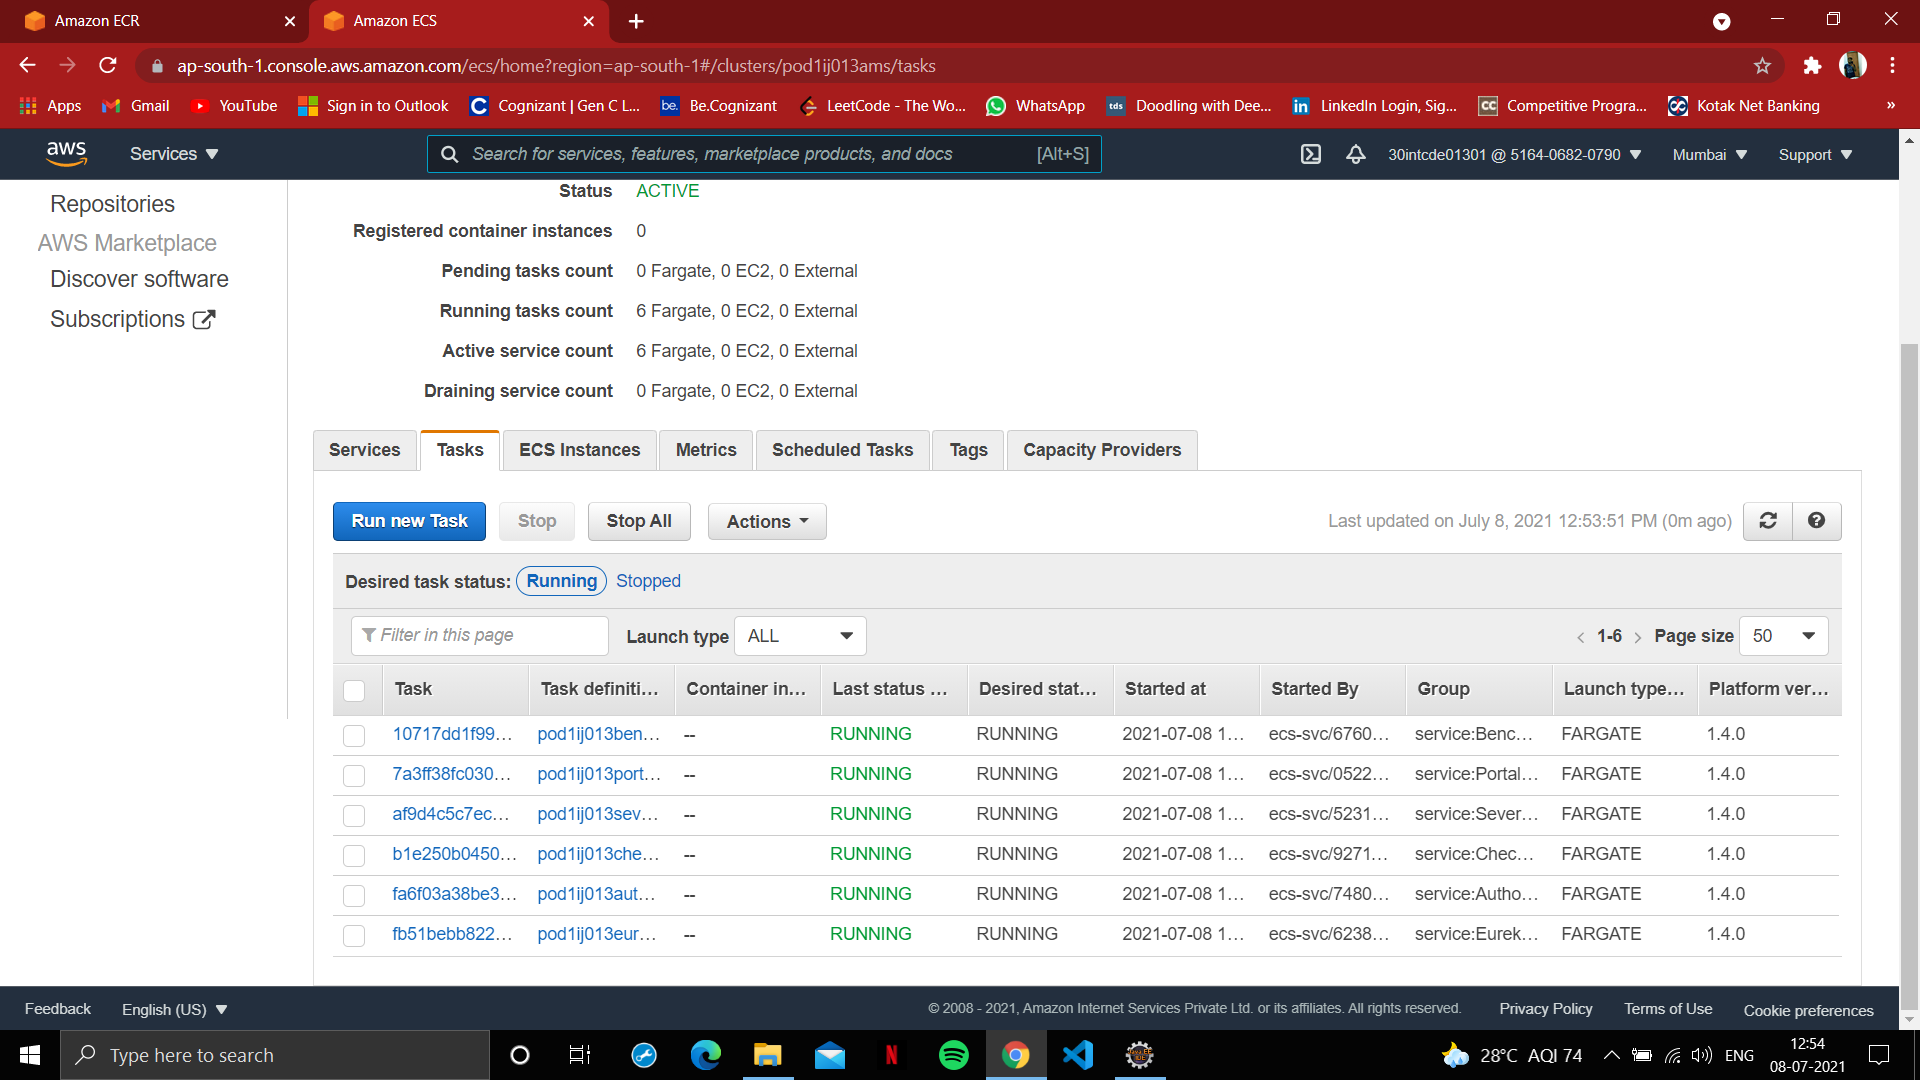 Amazon ECR
Amazon ECS
ap-south-1.console.aws.amazon.com/ecs/home?region=ap-south-1#/clusters/pod1ij013ams/tasks
Apps Gmail YouTube Sign in to Outlook Cognizant | Gen C L... Be.Cognizant LeetCode - The Wo... WhatsApp tds Doodling with Dee... LinkedIn Login, Sig... CC Competitive Progra... Kotak Net Banking »
aws Services Search for services, features, marketplace products, and docs [Alt+S] 30intcde01301 @ 5164-0682-0790 Mumbai Support
Repositories
AWS Marketplace
Discover software
Subscriptions
Status ACTIVE
Registered container instances 0
Pending tasks count 0 Fargate, 0 EC2, 0 External
Running tasks count 6 Fargate, 0 EC2, 0 External
Active service count 6 Fargate, 0 EC2, 0 External
Draining service count 0 Fargate, 0 EC2, 0 External
Services Tasks ECS Instances Metrics Scheduled Tasks Tags Capacity Providers
Run new Task Stop Stop All Actions Last updated on July 8, 2021 12:53:51 PM (0m ago)
Desired task status: Running Stopped
Filter in this page Launch type ALL 1-6 Page size 50
Task Task definiti... Container in... Last status ... Desired stat... Started at Started By Group Launch type... Platform ver...
10717dd1f99... pod1ij013ben... -- RUNNING RUNNING 2021-07-08 1... ecs-svc/6760... service:Benc... FARGATE 1.4.0
7a3ff38fc030... pod1ij013port... -- RUNNING RUNNING 2021-07-08 1... ecs-svc/0522... service:Portal... FARGATE 1.4.0
af9d4c5c7ec... pod1ij013sev... -- RUNNING RUNNING 2021-07-08 1... ecs-svc/5231... service:Sever... FARGATE 1.4.0
b1e250b0450... pod1ij013che... -- RUNNING RUNNING 2021-07-08 1... ecs-svc/9271... service:Chec... FARGATE 1.4.0
fa6f03a38be3... pod1ij013aut... -- RUNNING RUNNING 2021-07-08 1... ecs-svc/7480... service:Autho... FARGATE 1.4.0
fb51bebb822... pod1ij013eur... -- RUNNING RUNNING 2021-07-08 1... ecs-svc/6238... service:Eurek... FARGATE 1.4.0
Feedback English (US) © 2008 - 2021, Amazon Internet Services Private Ltd. or its affiliates. All rights reserved. Privacy Policy Terms of Use Cookie preferences
Type here to search 28°C AQI 74 ENG 12:54
08-07-2021